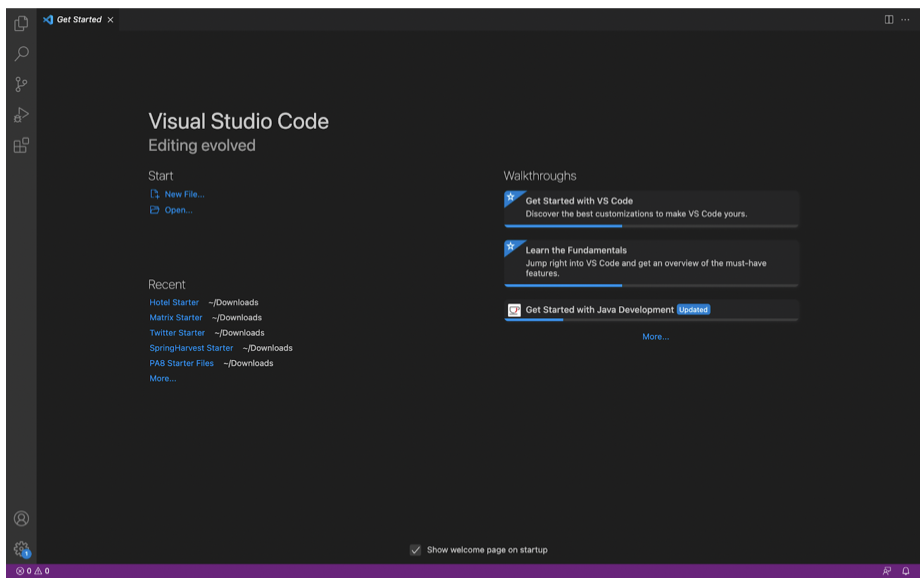 Get Started
Visual Studio Code
Editing evolved
Start
New File...
Open...
Recent
Hotel Starter ~/Downloads
Matrix Starter ~/Downloads
Twitter Starter ~/Downloads
SpringHarvest Starter ~/Downloads
PA8 Starter Files ~/Downloads
More...
Walkthroughs
Get Started with VS Code
Discover the best customizations to make VS Code yours.
Learn the Fundamentals
Jump right into VS Code and get an overview of the must-have
features.
Get Started with Java Development Updated
More...
Show welcome page on startup
1
0 0